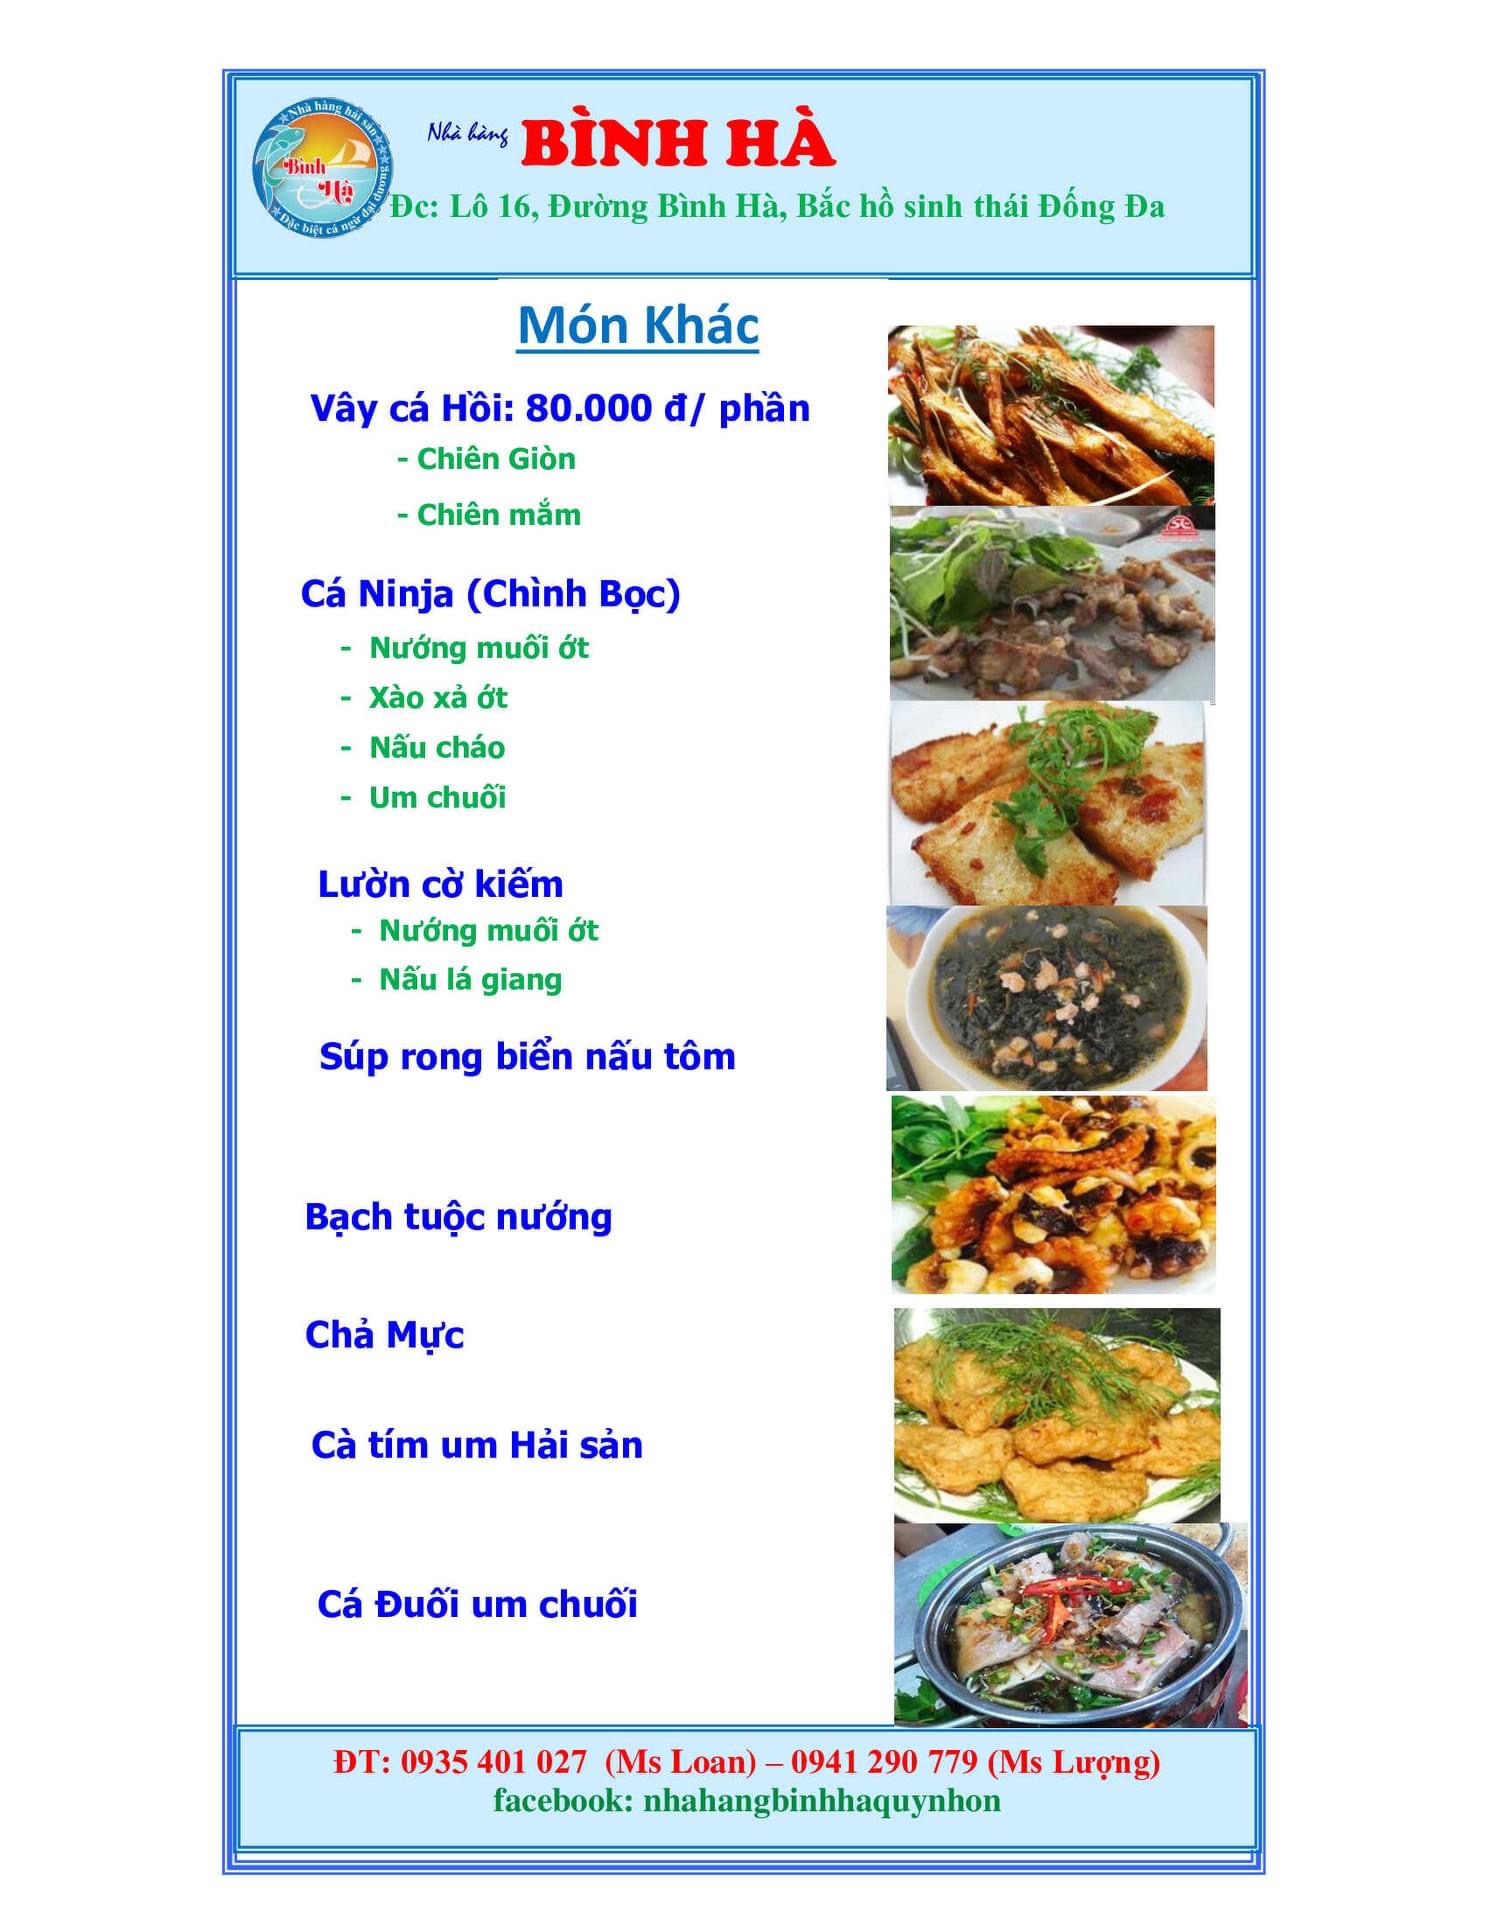 Nhà hàng hải sản
Bình
Hà
Đặc biệt cá ngừ đại dương
Nhà hàng BÌNH HÀ
Đc: Lô 16, Đường Bình Hà, Bắc hồ sinh thái Đống Đa
Món Khác
Vây cá Hồi: 80.000 đ/ phần
- Chiên Giòn
- Chiên mắm
Cá Ninja (Chình Bọc)
- Nướng muối ớt
- Xào xả ớt
- Nấu cháo
- Um chuối
Lườn cờ kiếm
- Nướng muối ớt
- Nấu lá giang
Súp rong biển nấu tôm
Bạch tuộc nướng
Chả Mực
Cà tím um Hải sản
Cá Đuối um chuối
ĐT: 0935 401 027 (Ms Loan) – 0941 290 779 (Ms Lượng)
facebook: nhahangbinhhaquynhon